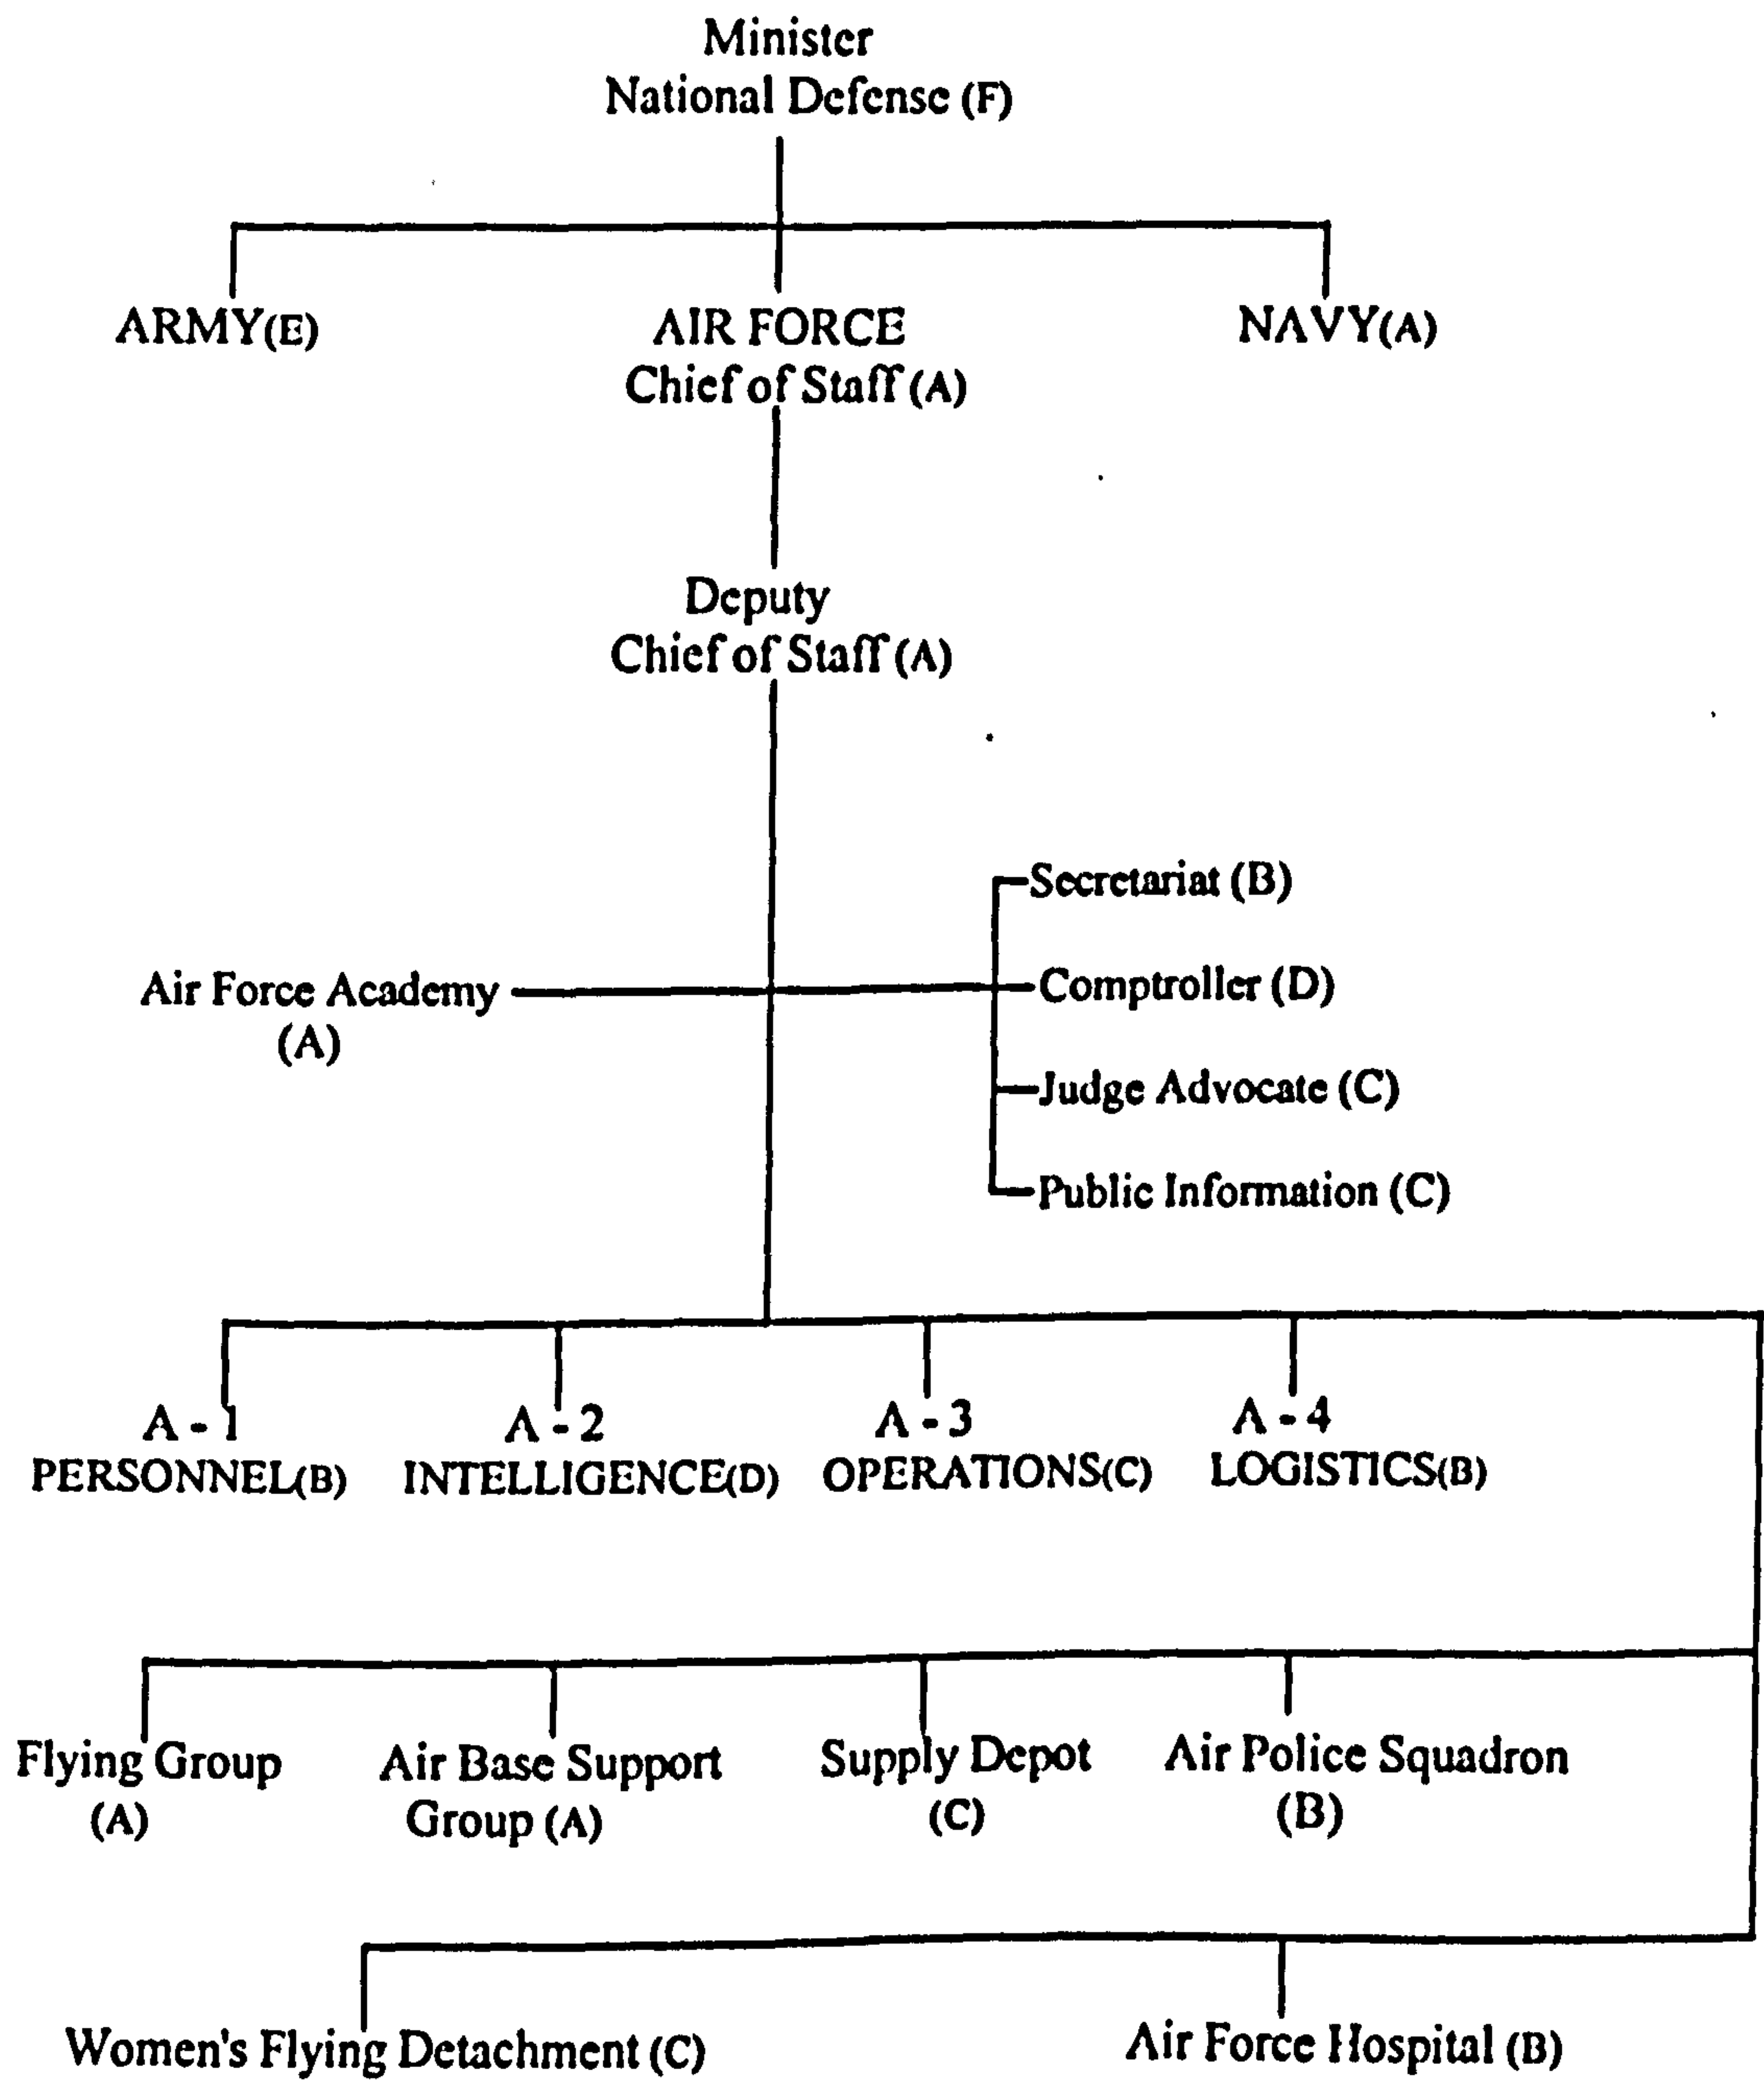 Minister
National Defense (F)
ARMY(E)
AIR FORCE
Chief of Staff (A)
NAVY(A)
Deputy
Chief of Staff (A)
Secretariat (B)
Air Force Academy
(A)
Comptroller (D)
Judge Advocate (C)
Public Information (C)
A - 1
PERSONNEL(B)
A - 2
INTELLIGENCE(D)
A - 3
OPERATIONS(C)
A - 4
LOGISTICS(B)
Flying Group
(A)
Air Base Support
Group (A)
Supply Depot
(C)
Air Police Squadron
(B)
Women's Flying Detachment (C)
Air Force Hospital (B)